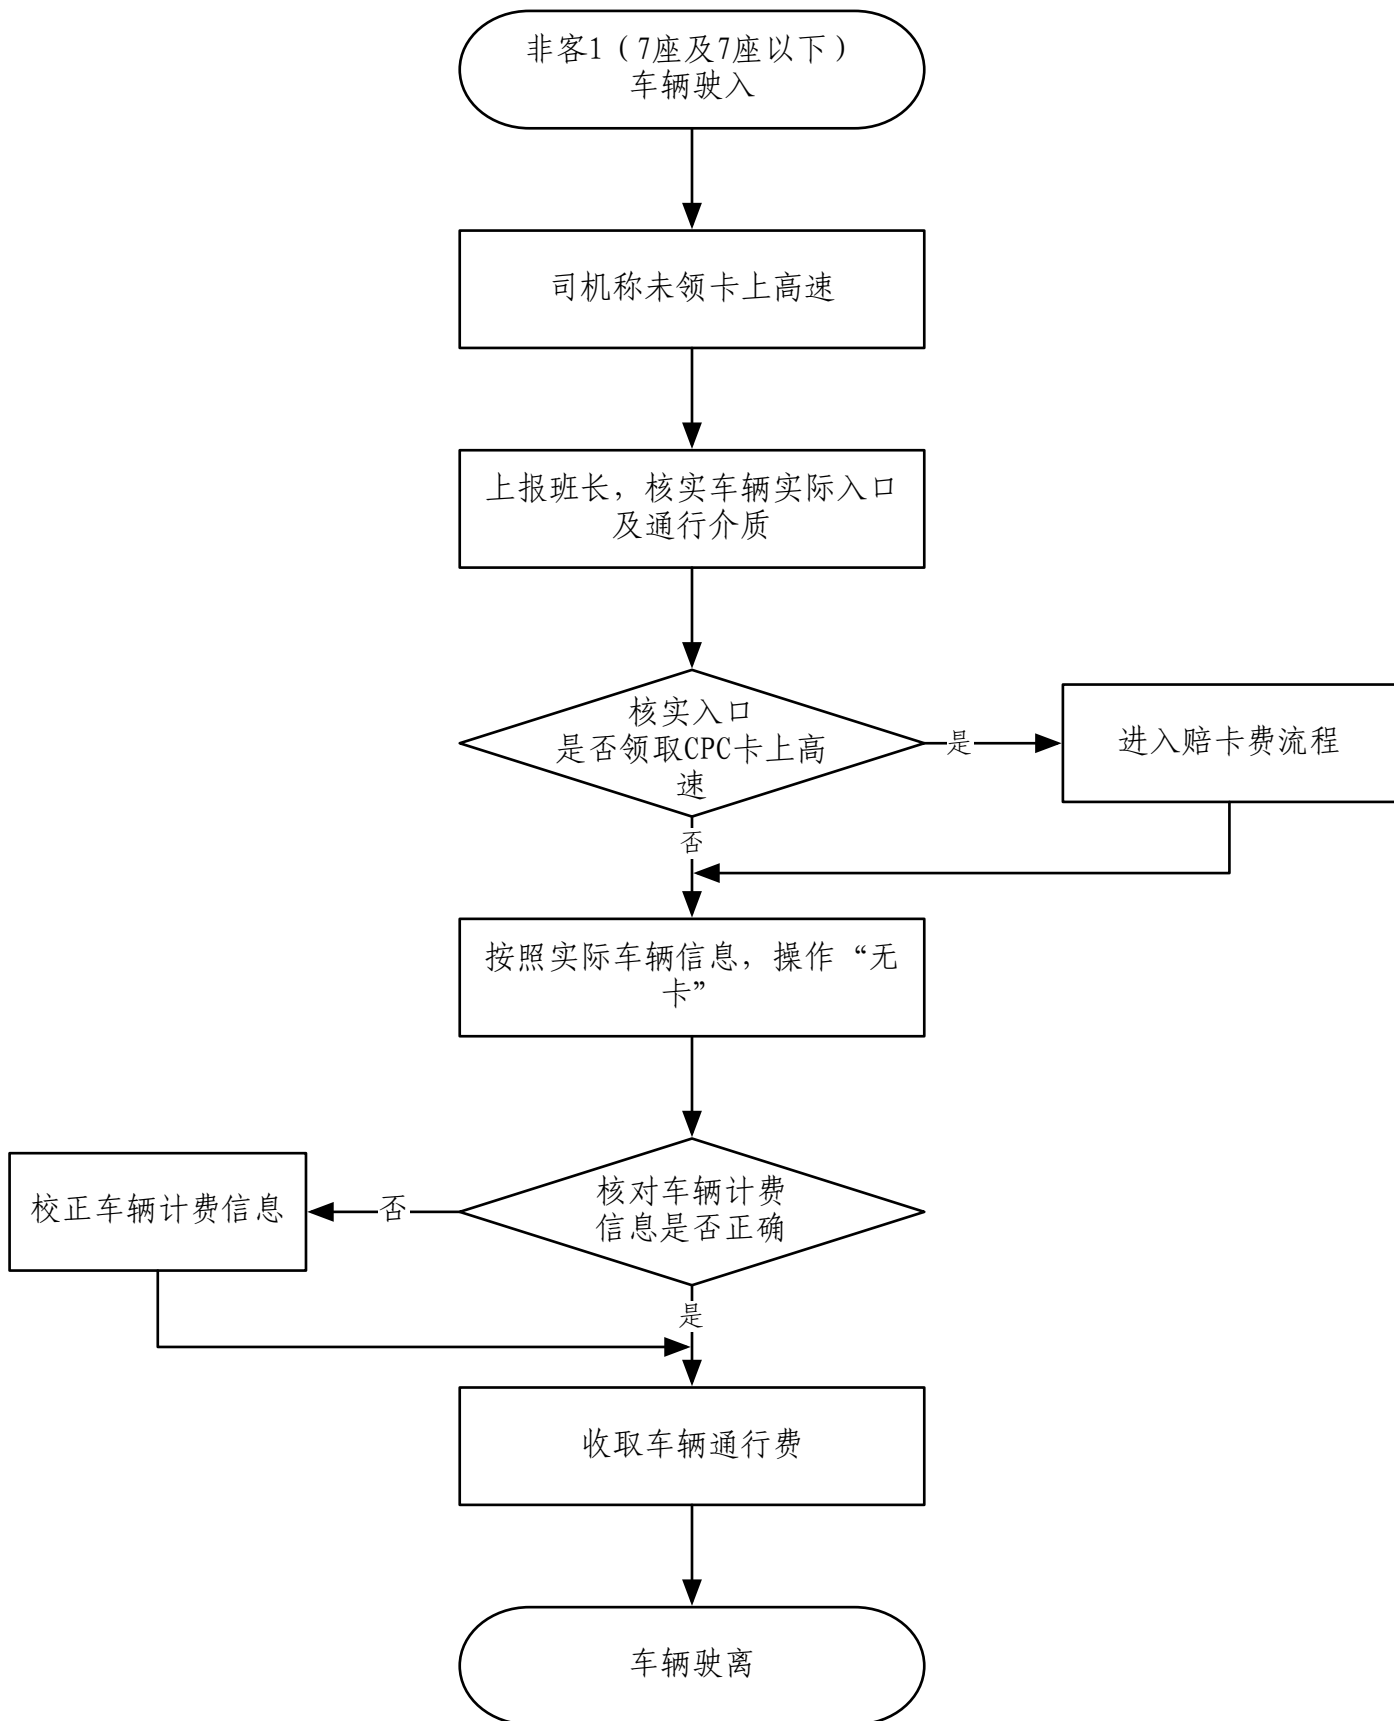 非客1（7座及7座以下）
车辆驶入
司机称未领卡上高速
上报班长，核实车辆实际入口
及通行介质
核实入口
是否领取CPC卡上高
速
是
进入赔卡费流程
否
按照实际车辆信息，操作“无
卡”
核对车辆计费
信息是否正确
否
校正车辆计费信息
是
收取车辆通行费
车辆驶离